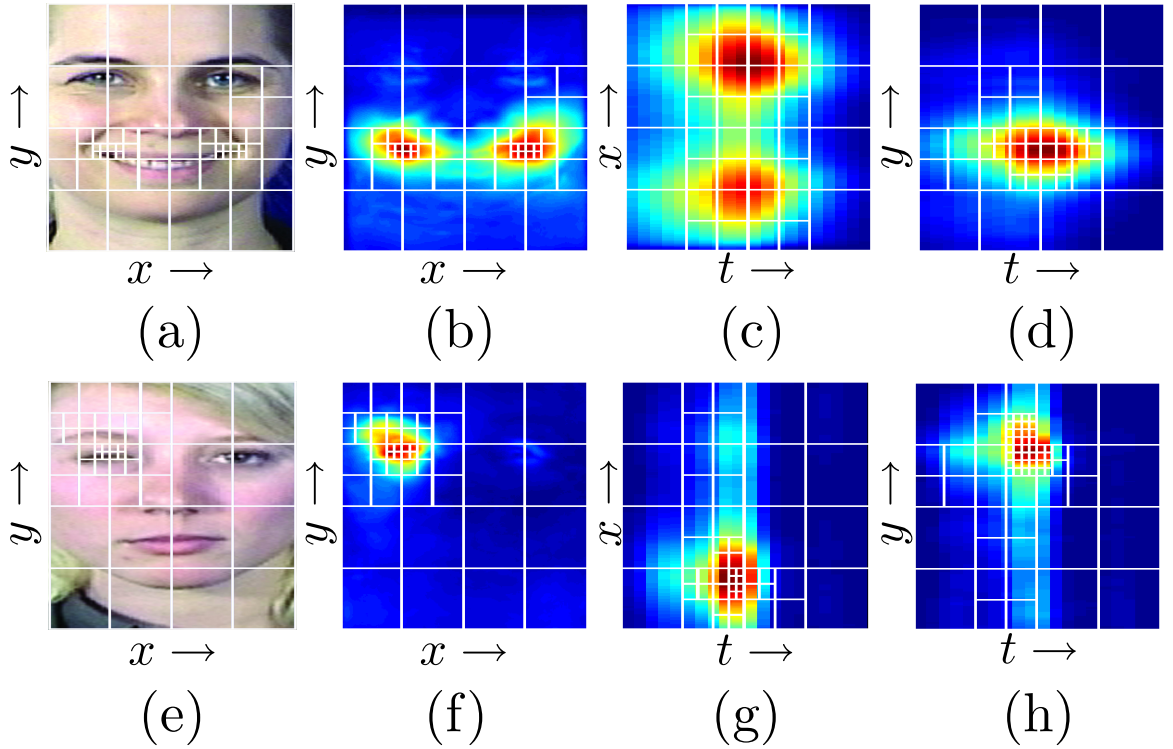 y → x → y → x → x → t → y → t →
(a) (b) (c) (d)
y → x → y → x → x → t → y → t →
(e) (f) (g) (h)